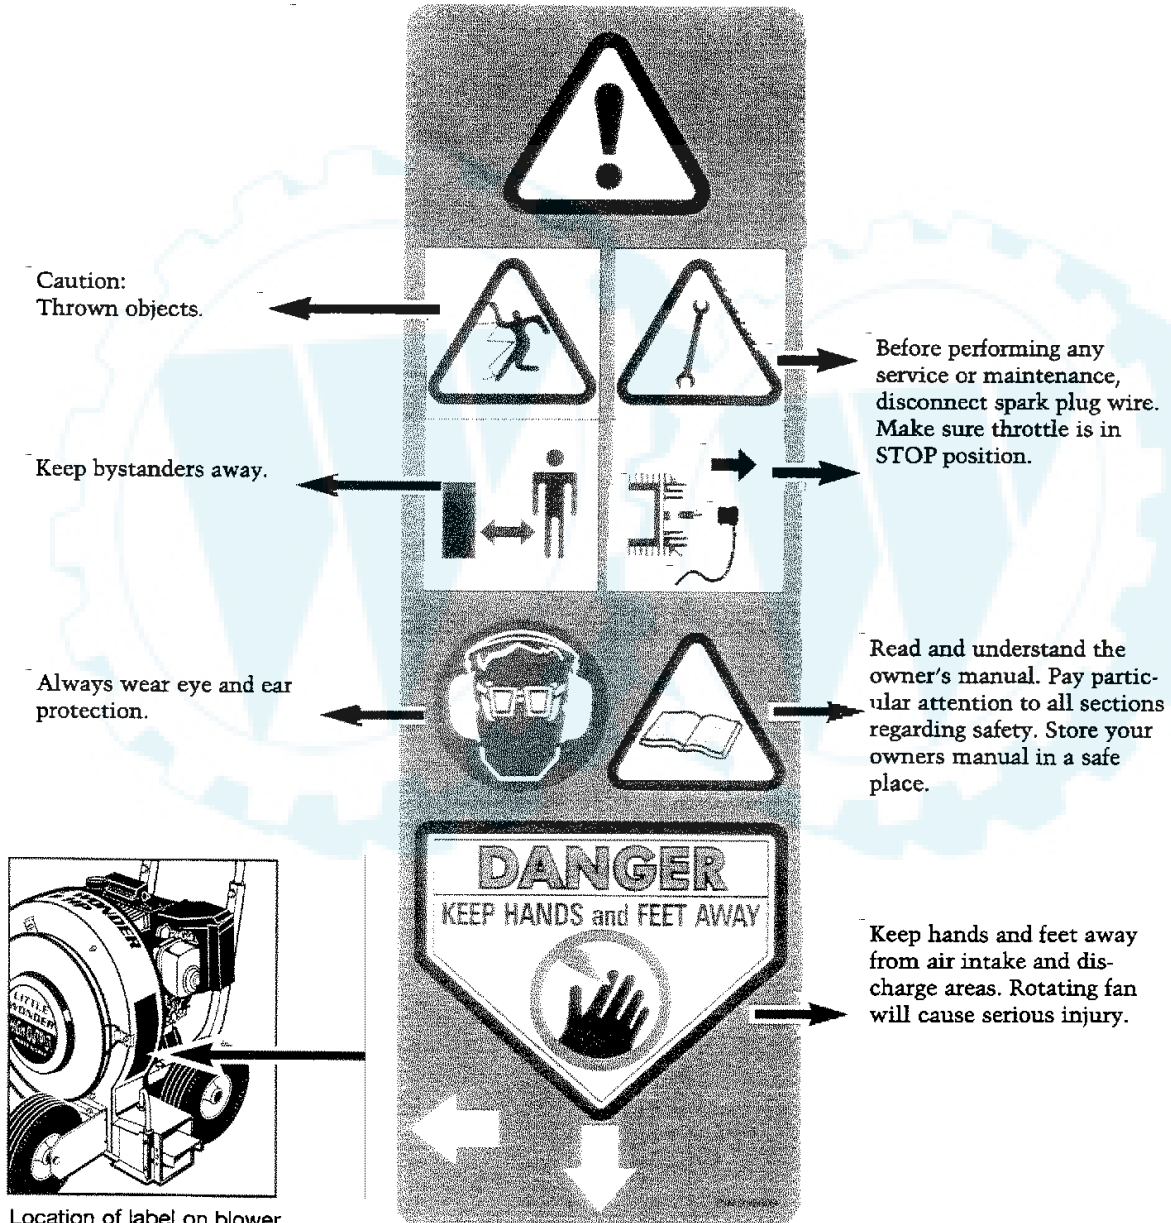 Caution:
Thrown objects.
Before performing any
service or maintenance,
disconnect spark plug wire.
Make sure throttle is in
STOP position.
Keep bystanders away.
Always wear eye and ear
protection.
Read and understand the
owner's manual. Pay partic-
ular attention to all sections
regarding safety. Store your
owners manual in a safe
place.
DANGER
KEEP HANDS and FEET AWAY
Keep hands and feet away
from air intake and dis-
charge areas. Rotating fan
will cause serious injury.
WONDER
LITTLE
WONDER
Location of label on blower